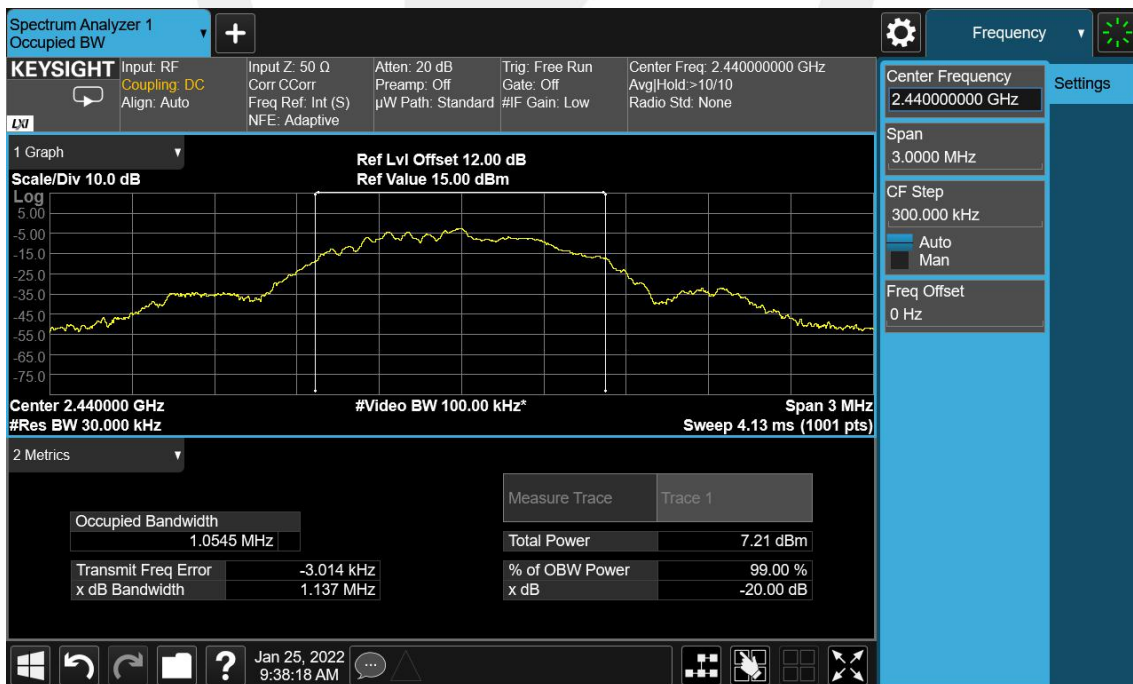 Spectrum Analyzer 1
Occupied BW
+
Frequency
KEYSIGHT
LXI
Input: RF
Coupling: DC
Align: Auto
Input Z: 50 Ω
Corr CCorr
Freq Ref: Int (S)
NFE: Adaptive
Atten: 20 dB
Preamp: Off
µW Path: Standard
Trig: Free Run
Gate: Off
#IF Gain: Low
Center Freq: 2.440000000 GHz
Avg|Hold:>10/10
Radio Std: None
1 Graph
Scale/Div 10.0 dB
Ref Lvl Offset 12.00 dB
Ref Value 15.00 dBm
Log
5.00
-5.00
-15.0
-25.0
-35.0
-45.0
-55.0
-65.0
-75.0
Center 2.440000 GHz
#Res BW 30.000 kHz
#Video BW 100.00 kHz*
Span 3 MHz
Sweep 4.13 ms (1001 pts)
2 Metrics
Occupied Bandwidth
1.0545 MHz
Transmit Freq Error -3.014 kHz
x dB Bandwidth 1.137 MHz
Measure Trace Trace 1
Total Power 7.21 dBm
% of OBW Power 99.00 %
x dB -20.00 dB
Center Frequency
2.440000000 GHz
Span
3.0000 MHz
CF Step
300.000 kHz
Auto
Man
Freq Offset
0 Hz
Settings
?
Jan 25, 2022
9:38:18 AM